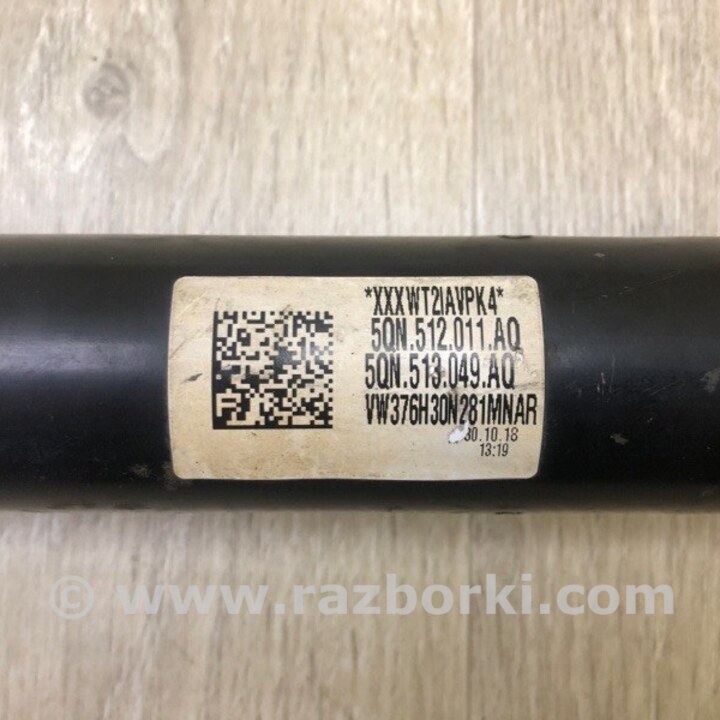 *XXXWT2IAVPK4*
5QN.512.011.AQ
5QN.513.049.AQ
VW376H30N281MNAR
30.10.18
13:19
© www.razborki.com